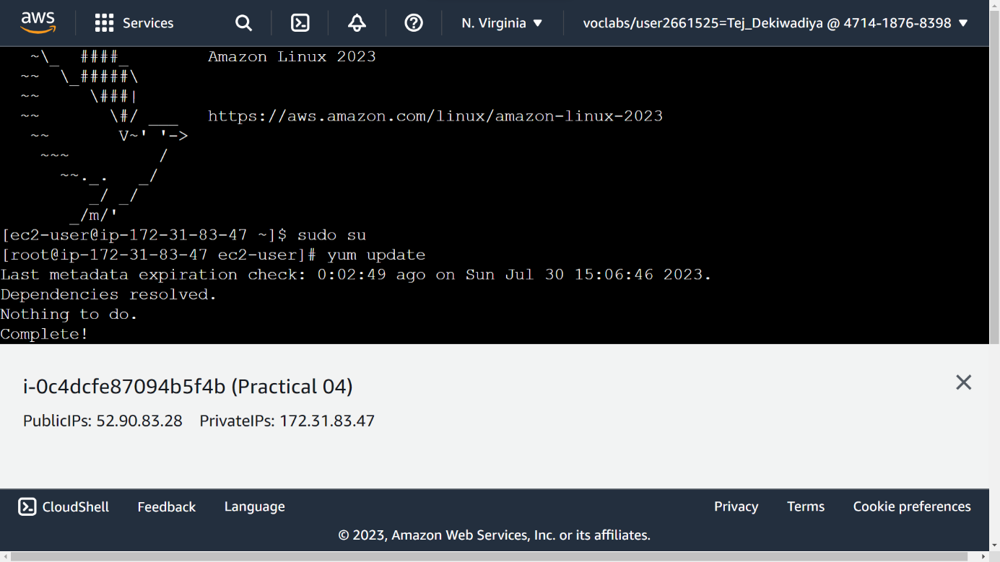 aws Services N. Virginia voclabs/user2661525=Tej_Dekiwadiya @ 4714-1876-8398
~\_  ####_        Amazon Linux 2023
~~  \_#####\
~~     \###|
~~       \#/ ___   https://aws.amazon.com/linux/amazon-linux-2023
~~       V~' '->
~~~         /
~~._.   _/
_/ _/
_/m/'
[ec2-user@ip-172-31-83-47 ~]$ sudo su
[root@ip-172-31-83-47 ec2-user]# yum update
Last metadata expiration check: 0:02:49 ago on Sun Jul 30 15:06:46 2023.
Dependencies resolved.
Nothing to do.
Complete!
i-0c4dcfe87094b5f4b (Practical 04)
PublicIPs: 52.90.83.28 PrivateIPs: 172.31.83.47
CloudShell Feedback Language Privacy Terms Cookie preferences
© 2023, Amazon Web Services, Inc. or its affiliates.